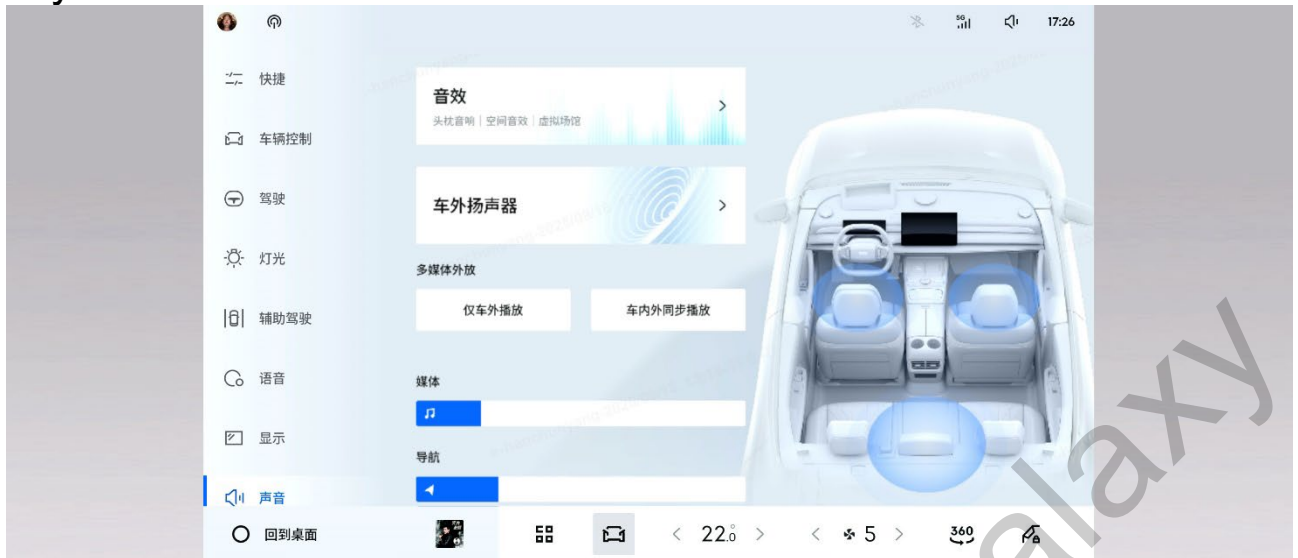 5G
17:26
快捷
车辆控制
驾驶
灯光
辅助驾驶
语音
显示
声音
音效
头枕音响｜空间音效｜虚拟场馆
车外扬声器
多媒体外放
仅车外播放
车内外同步播放
媒体
导航
回到桌面
22.0
5
360
alaxy